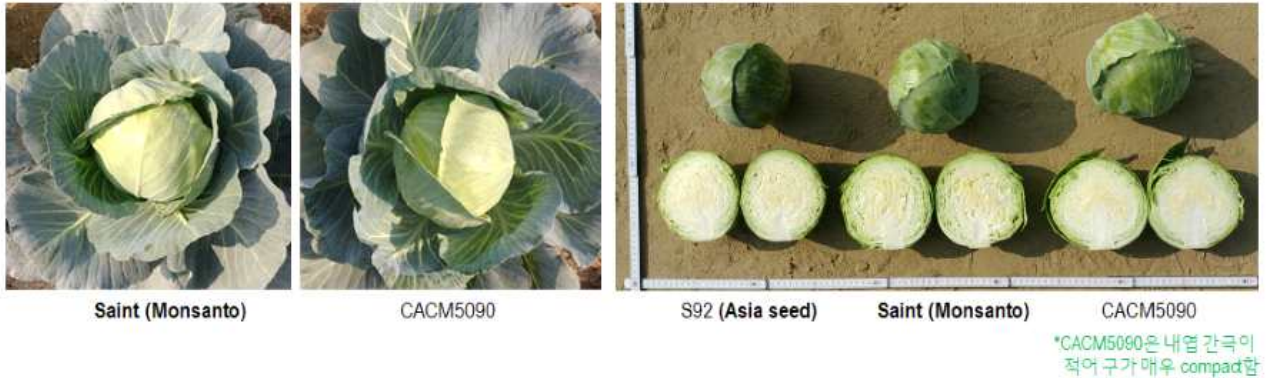 Saint (Monsanto)
CACM5090
S92 (Asia seed)
Saint (Monsanto)
CACM5090
*CACM5090은 내엽 간극이
적어 구가 매우 compact함